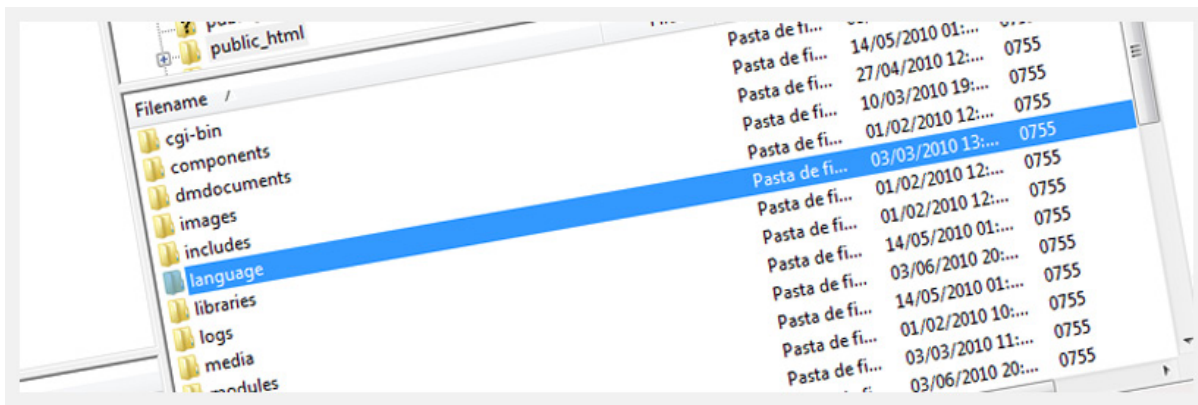 public_html
Filename
cgi-bin Pasta de fi...
components Pasta de fi... 14/05/2010 01:...
dmdocuments Pasta de fi... 27/04/2010 12:... 0755
images Pasta de fi... 10/03/2010 19:... 0755
includes Pasta de fi... 01/02/2010 12:... 0755
language Pasta de fi... 03/03/2010 13:... 0755
libraries Pasta de fi... 01/02/2010 12:... 0755
logs Pasta de fi... 01/02/2010 12:... 0755
media Pasta de fi... 14/05/2010 01:... 0755
modules Pasta de fi... 03/06/2010 20:... 0755
Pasta de fi... 14/05/2010 01:... 0755
Pasta de fi... 01/02/2010 10:... 0755
Pasta de fi... 03/03/2010 11:... 0755
03/06/2010 20:... 0755